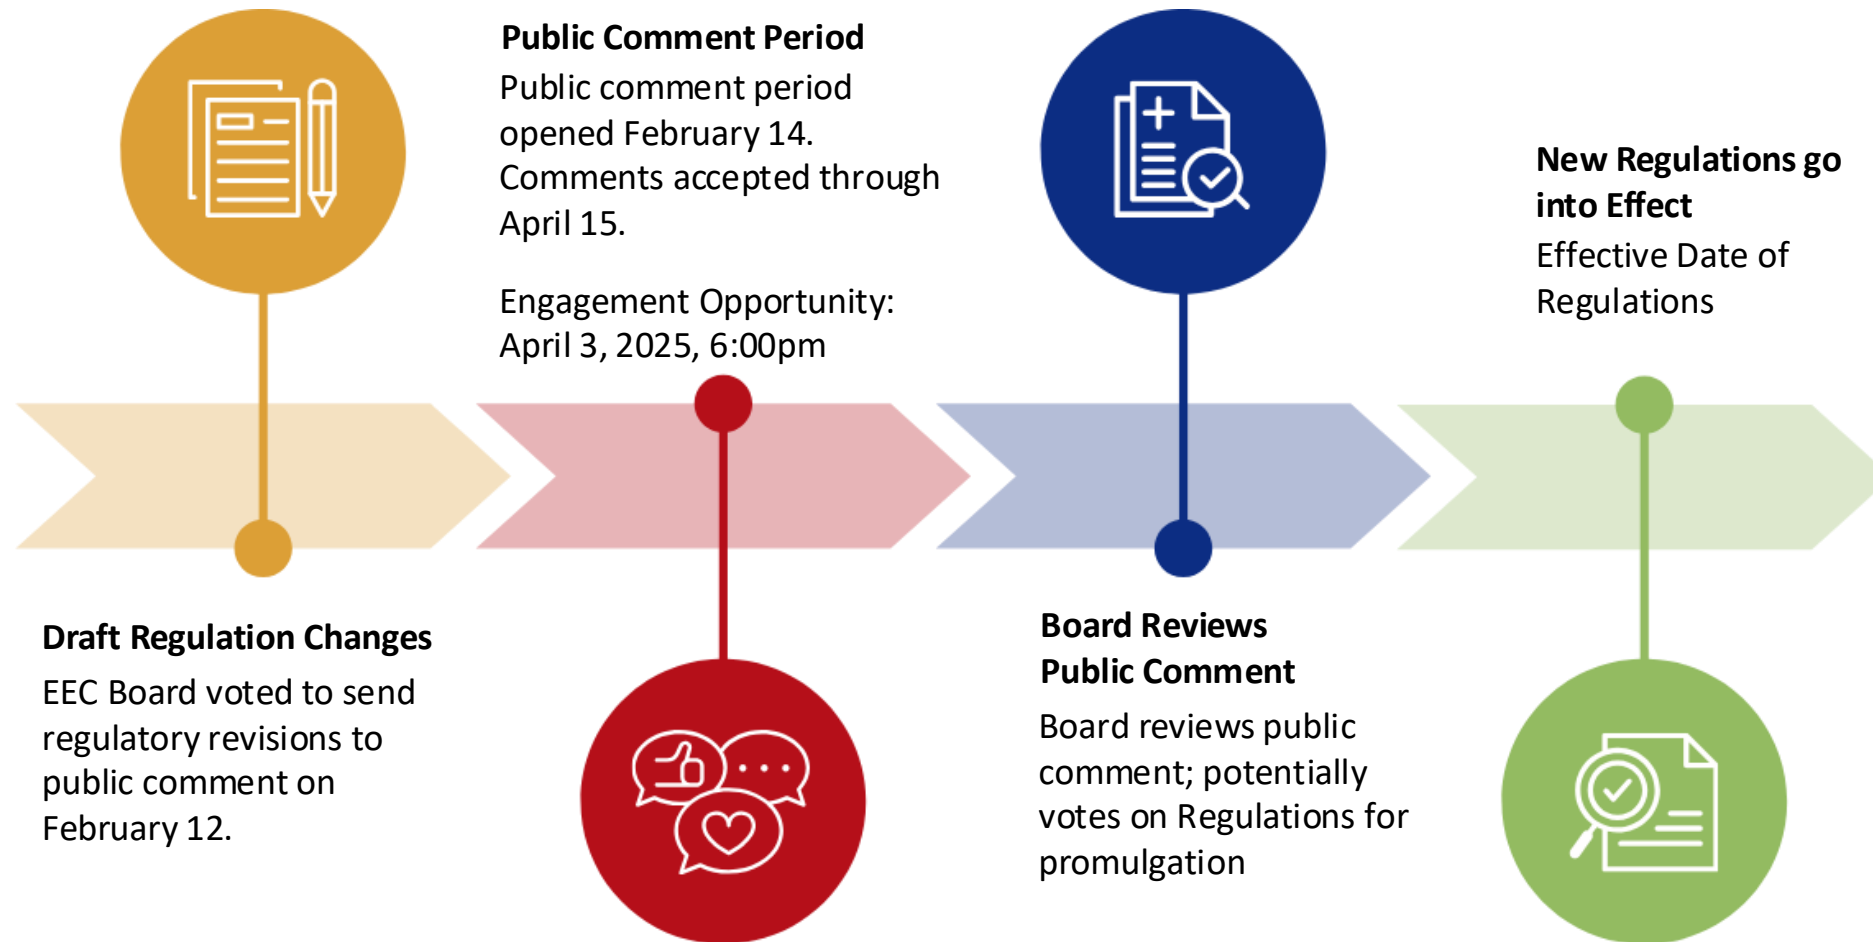 Draft Regulation Changes
EEC Board voted to send
regulatory revisions to
public comment on
February 12.
Public Comment Period
Public comment period
opened February 14.
Comments accepted through
April 15.
Engagement Opportunity:
April 3, 2025, 6:00pm
Board Reviews
Public Comment
Board reviews public
comment; potentially
votes on Regulations for
promulgation
New Regulations go
into Effect
Effective Date of
Regulations